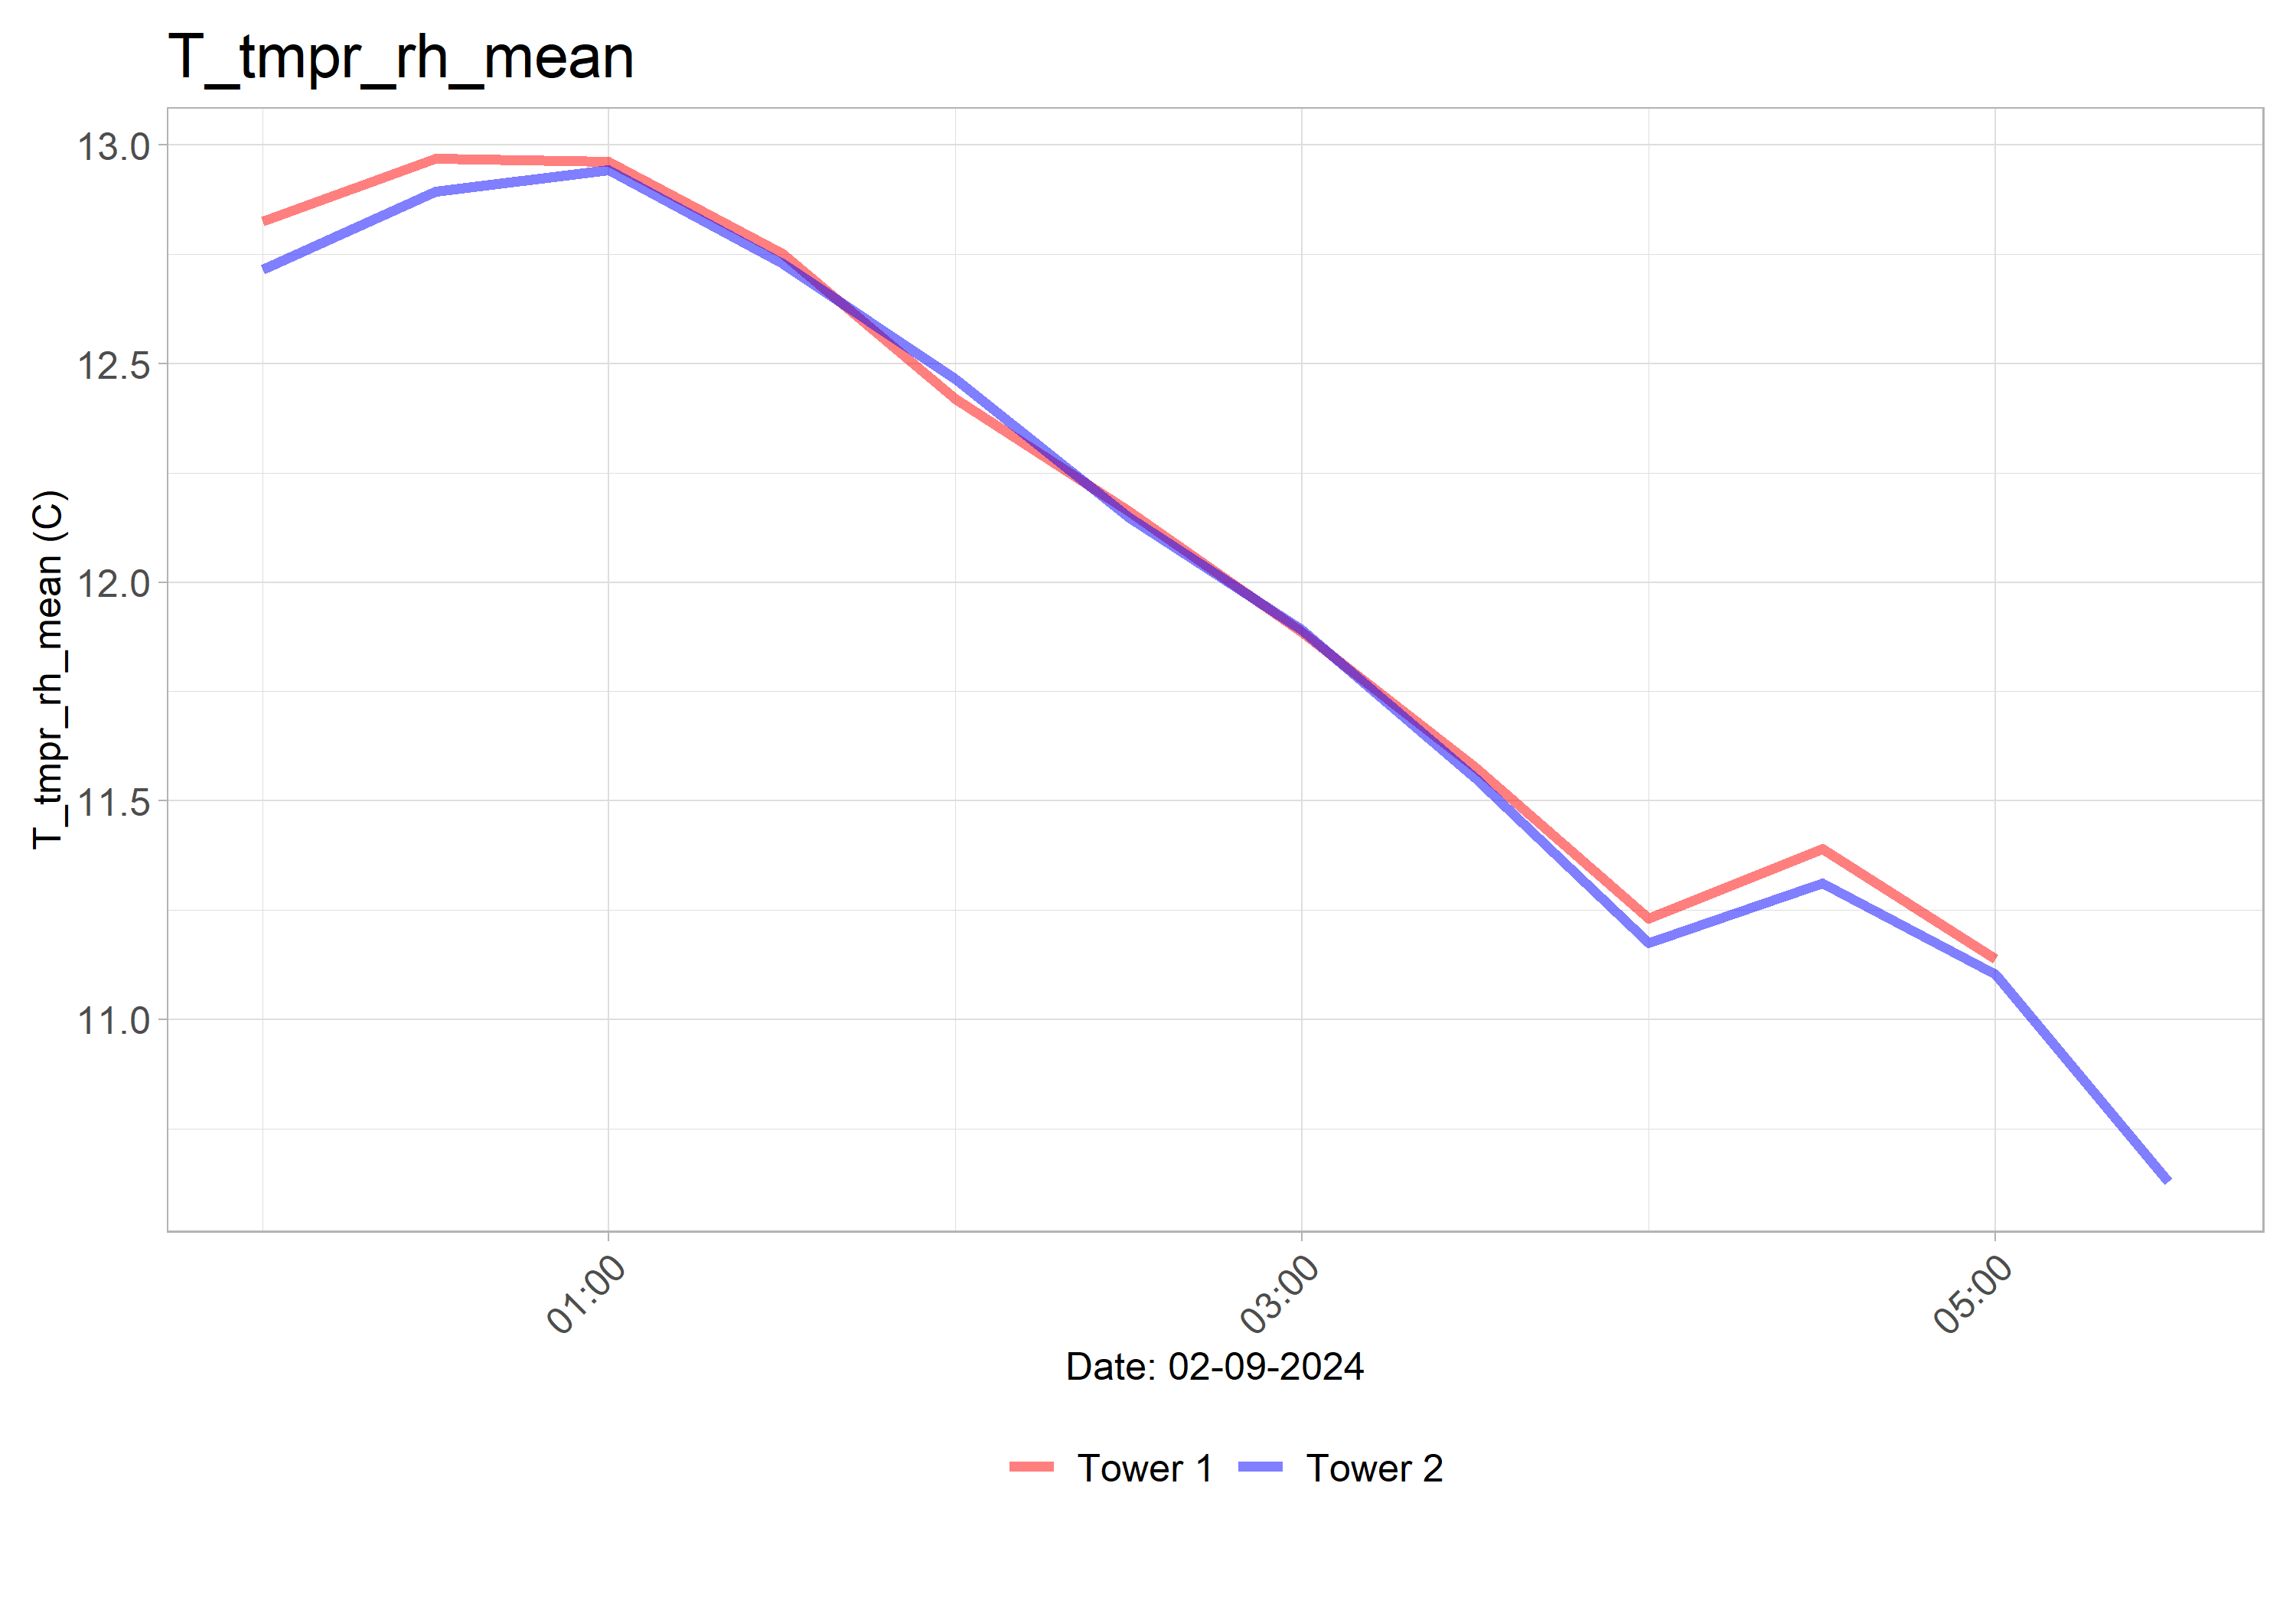 T_tmpr_rh_mean
T_tmpr_rh_mean (C)
13.0
12.5
12.0
11.5
11.0
01:00
03:00
05:00
Date: 02-09-2024
Tower 1
Tower 2